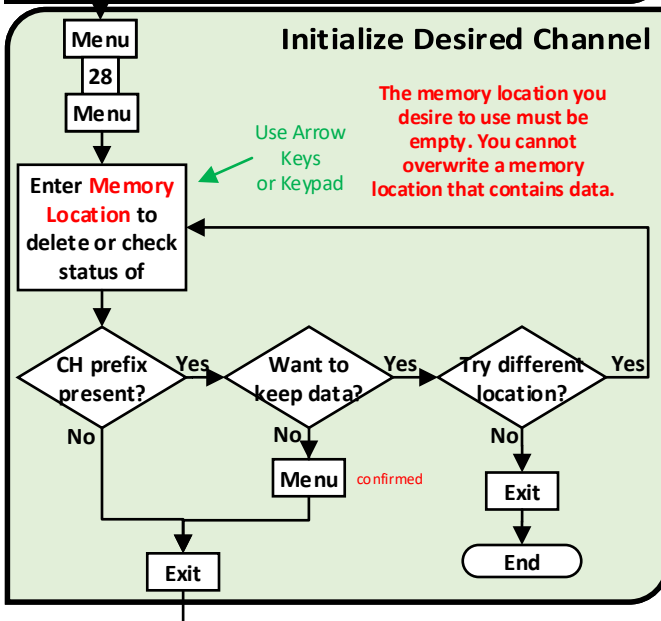 Initialize Desired Channel
Menu
28
Menu
The memory location you
desire to use must be
empty. You cannot
overwrite a memory
location that contains data.
Use Arrow
Keys
or Keypad
Enter Memory
Location to
delete or check
status of
CH prefix
present?
Yes
Want to
keep data?
Yes
Try different
location?
Yes
No
No
No
Menu
confirmed
Exit
Exit
End